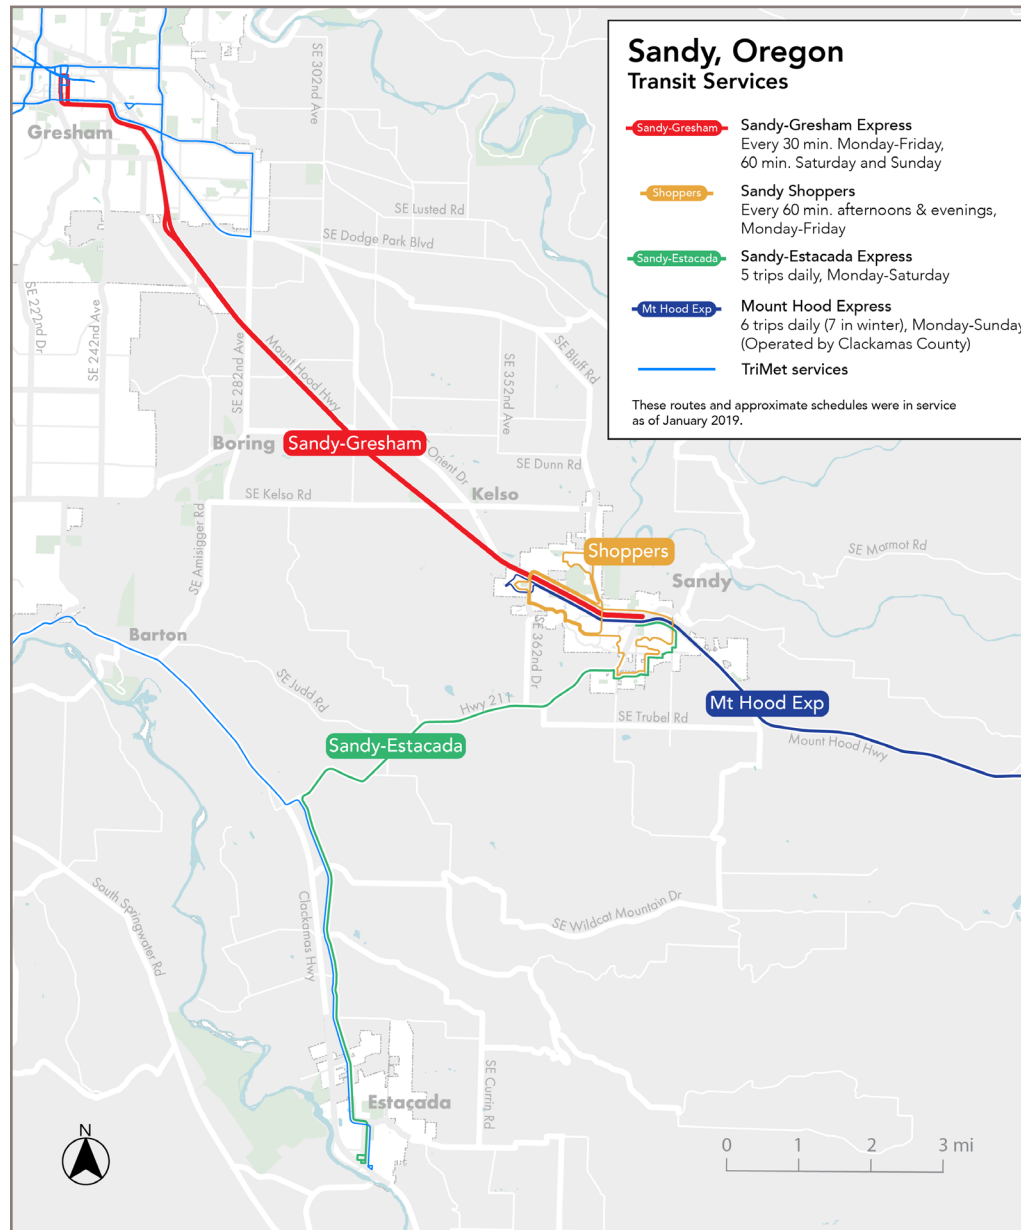 Sandy, Oregon
Transit Services
Sandy-Gresham
Sandy-Gresham Express
Every 30 min. Monday-Friday,
60 min. Saturday and Sunday
Shoppers
Sandy Shoppers
Every 60 min. afternoons & evenings,
Monday-Friday
Sandy-Estacada
Sandy-Estacada Express
5 trips daily, Monday-Saturday
Mt Hood Exp
Mount Hood Express
6 trips daily (7 in winter), Monday-Sunday
(Operated by Clackamas County)
TriMet services
These routes and approximate schedules were in service
as of January 2019.
SE 302nd Ave
Gresham
SE Lusted Rd
SE Dodge Park Blvd
SE 222nd Dr
SE 242nd Ave
SE 282nd Ave
Mount Hood Hwy
SE 352nd Ave
SE Bluff Rd
Boring
Sandy-Gresham
Orient Dr
SE Dunn Rd
SE Kelso Rd
Kelso
SE Amisigger Rd
Shoppers
SE Marmot Rd
Sandy
Barton
SE 362nd Dr
SE Judd Rd
Hwy 211
SE Trubel Rd
Mt Hood Exp
Mount Hood Hwy
Sandy-Estacada
South Springwater Rd
Clackamas Hwy
SE Wildcat Mountain Dr
SE Currin Rd
Estacada
N
0 1 2 3 mi